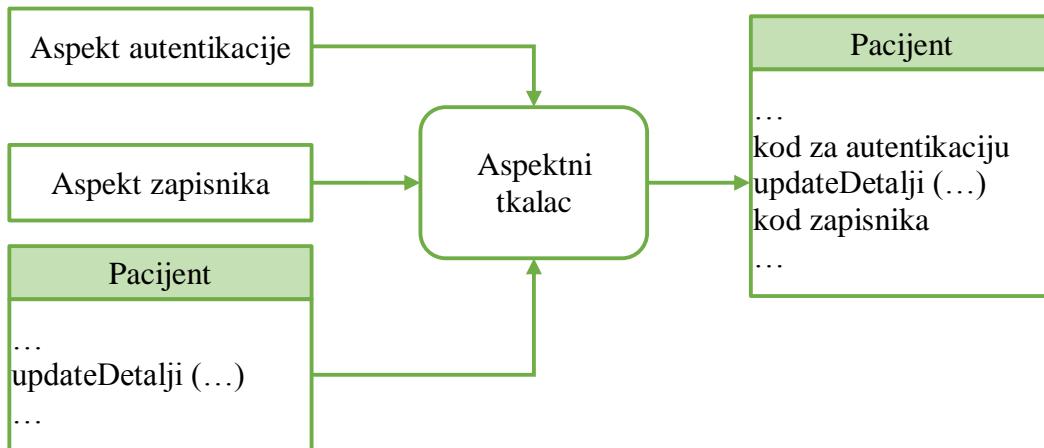 Aspekt autentikacije
Aspekt zapisnika
Pacijent
…
updateDetalji (…)
…
Aspektni
tkalac
Pacijent
…
kod za autentikaciju
updateDetalji (…)
kod zapisnika
…